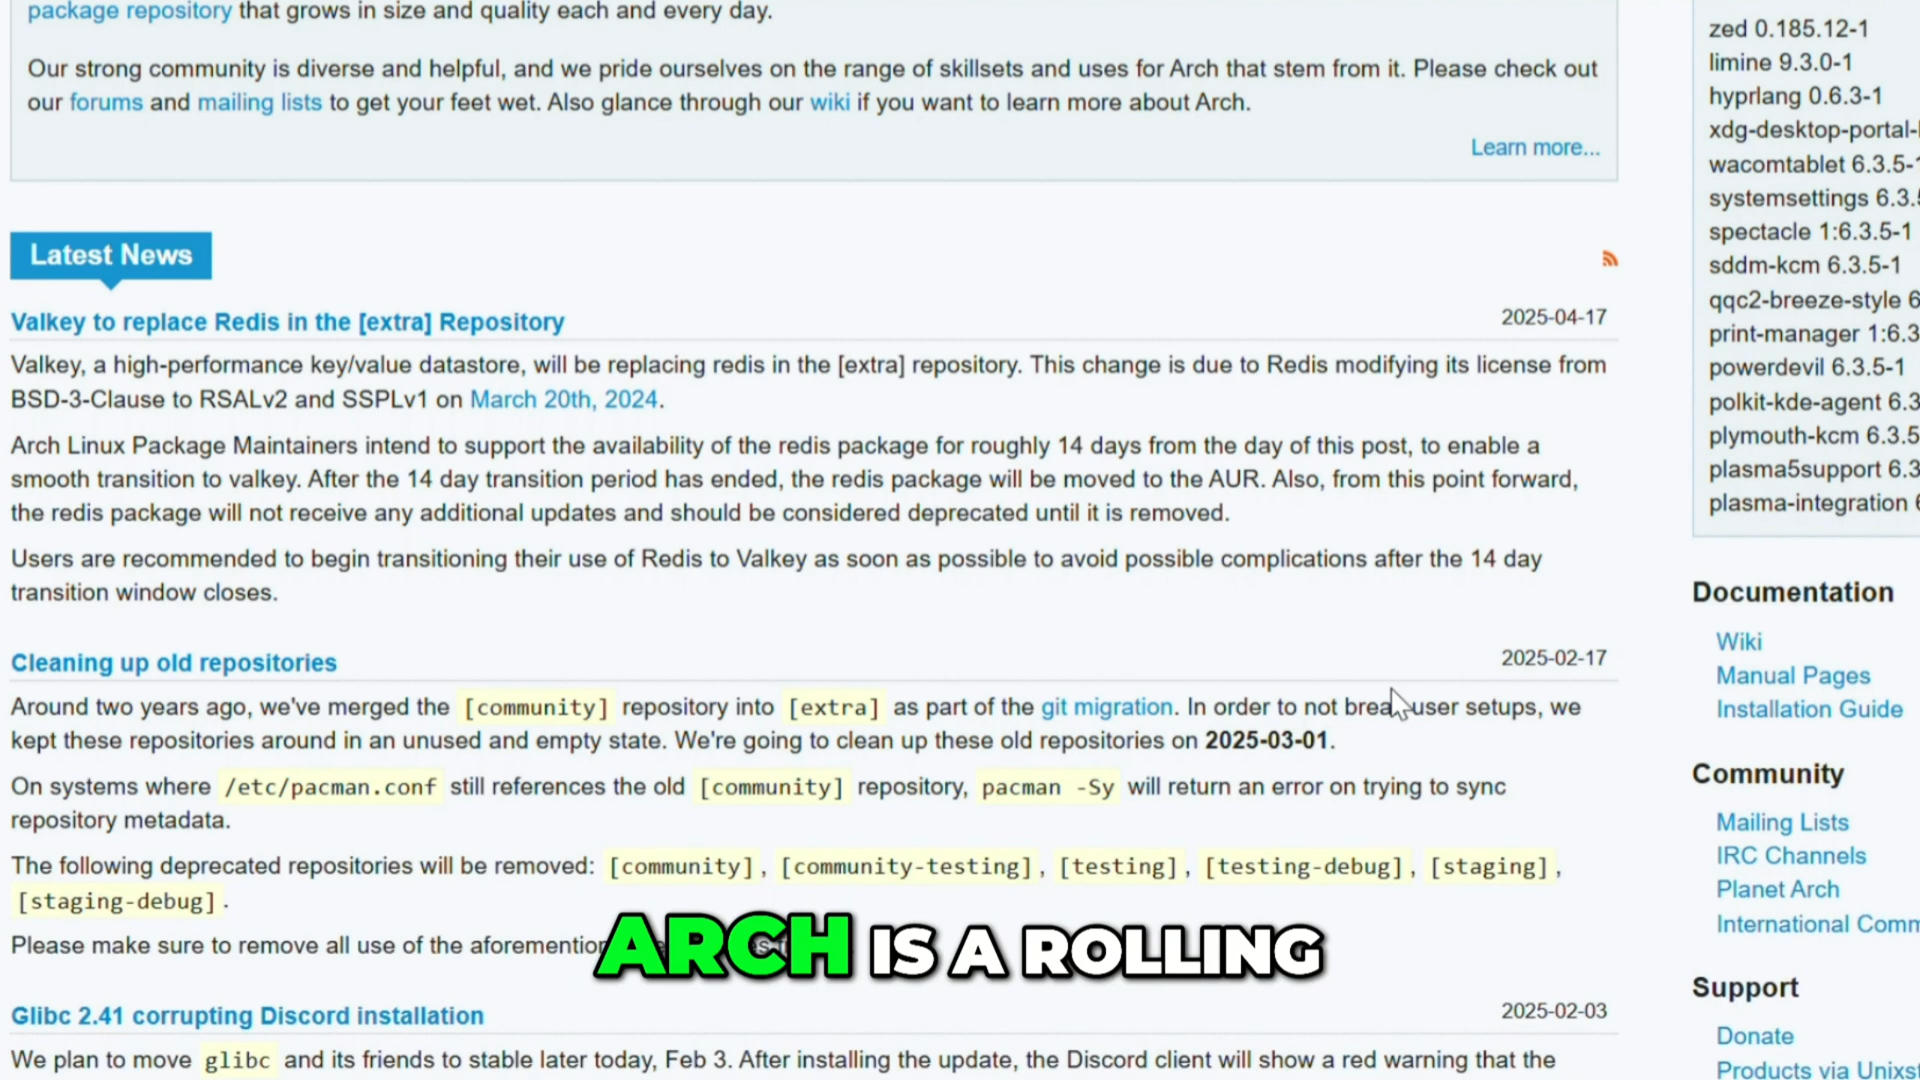 package repository that grows in size and quality each and every day.
Our strong community is diverse and helpful, and we pride ourselves on the range of skillsets and uses for Arch that stem from it. Please check out
our forums and mailing lists to get your feet wet. Also glance through our wiki if you want to learn more about Arch.
Learn more...
Latest News
Valkey to replace Redis in the [extra] Repository
2025-04-17
Valkey, a high-performance key/value datastore, will be replacing redis in the [extra] repository. This change is due to Redis modifying its license from
BSD-3-Clause to RSALv2 and SSPLv1 on March 20th, 2024.
Arch Linux Package Maintainers intend to support the availability of the redis package for roughly 14 days from the day of this post, to enable a
smooth transition to valkey. After the 14 day transition period has ended, the redis package will be moved to the AUR. Also, from this point forward,
the redis package will not receive any additional updates and should be considered deprecated until it is removed.
Users are recommended to begin transitioning their use of Redis to Valkey as soon as possible to avoid possible complications after the 14 day
transition window closes.
Cleaning up old repositories
2025-02-17
Around two years ago, we've merged the [community] repository into [extra] as part of the git migration. In order to not break user setups, we
kept these repositories around in an unused and empty state. We're going to clean up these old repositories on 2025-03-01.
On systems where /etc/pacman.conf still references the old [community] repository, pacman -Sy will return an error on trying to sync
repository metadata.
The following deprecated repositories will be removed: [community], [community-testing], [testing], [testing-debug], [staging],
[staging-debug].
Please make sure to remove all use of the
ARCH IS A ROLLING
Glibc 2.41 corrupting Discord installation
2025-02-03
We plan to move glibc and its friends to stable later today, Feb 3. After installing the update, the Discord client will show a red warning that the
zed 0.185.12-1
limine 9.3.0-1
hyprlang 0.6.3-1
xdg-desktop-portal-
wacomtablet 6.3.5-
systemsettings 6.3.
spectacle 1:6.3.5-1
sddm-kcm 6.3.5-1
qqc2-breeze-style 6
print-manager 1:6.3
powerdevil 6.3.5-1
polkit-kde-agent 6.3
plymouth-kcm 6.3.5
plasma5support 6.3
plasma-integration
Documentation
Wiki
Manual Pages
Installation Guide
Community
Mailing Lists
IRC Channels
Planet Arch
International
Support
Donate
Products via